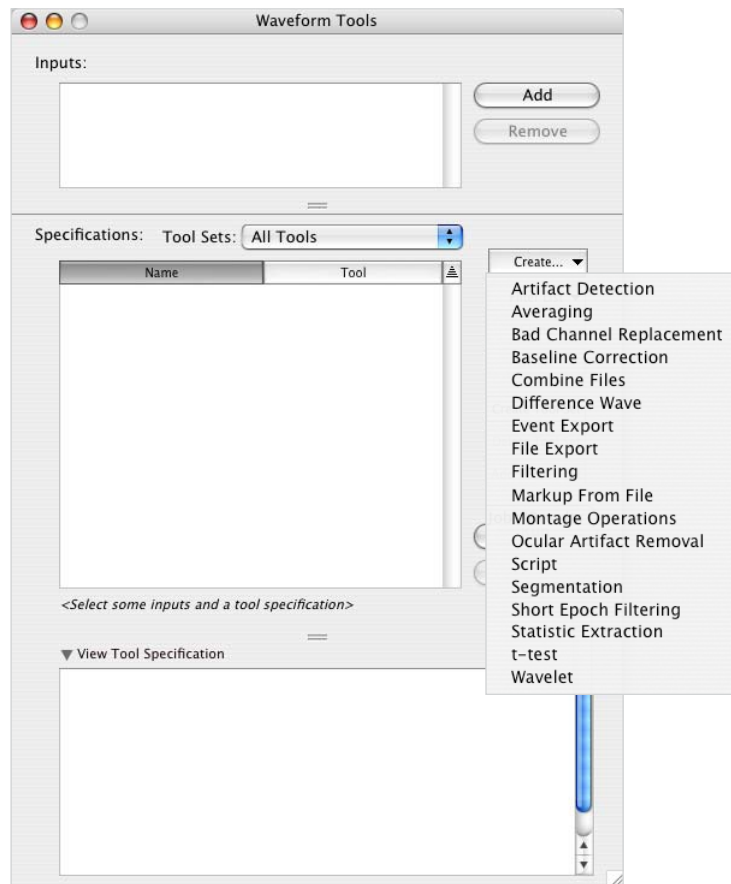 Waveform Tools
Inputs:
Add
Remove
Specifications: Tool Sets: All Tools
Create...
Name Tool
Artifact Detection
Averaging
Bad Channel Replacement
Baseline Correction
Combine Files
Difference Wave
Event Export
File Export
Filtering
Markup From File
Montage Operations
Ocular Artifact Removal
Script
Segmentation
Short Epoch Filtering
Statistic Extraction
t-test
Wavelet
<Select some inputs and a tool specification>
View Tool Specification